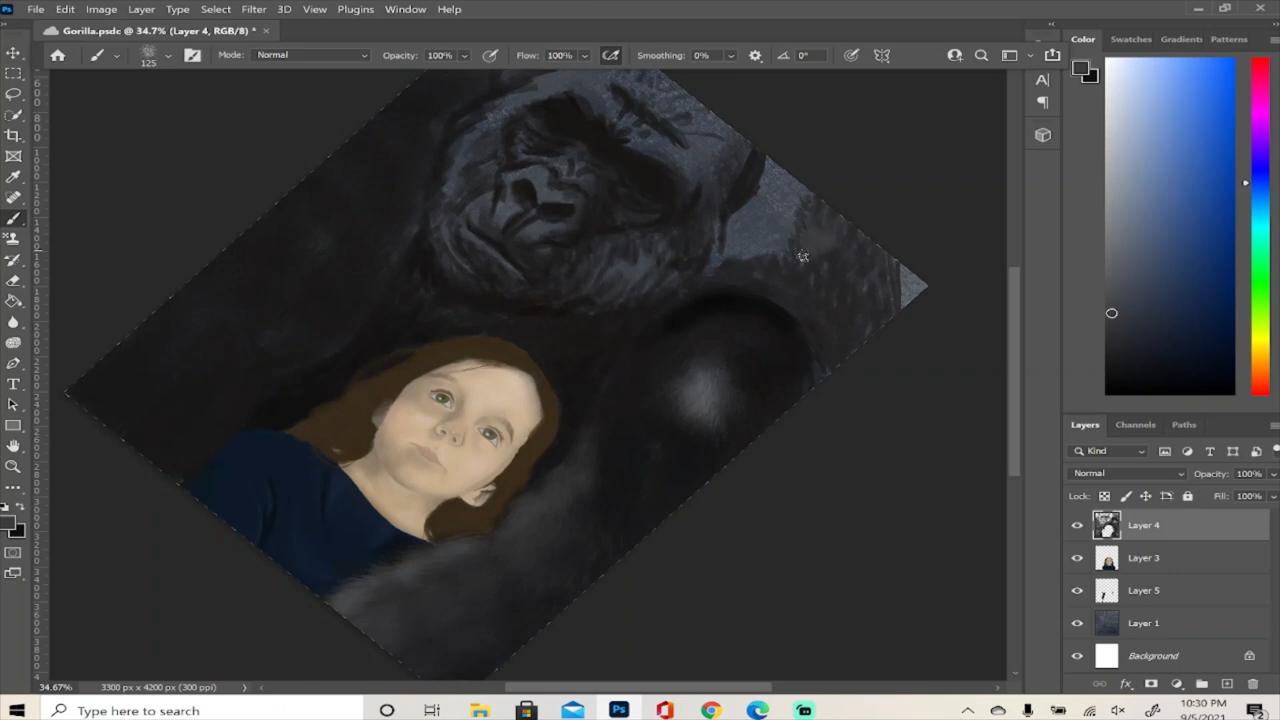 Ps File Edit Image Layer Type Select Filter 3D View Plugins Window Help
Gorilla.psdc @ 34.7% (Layer 4, RGB/8) *
125 Mode: Normal Opacity: 100% Flow: 100% Smoothing: 0% 0°
Color Swatches Gradients Patterns
Layers Channels Paths
Kind
Normal Opacity: 100%
Lock: Fill: 100%
Layer 4
Layer 3
Layer 5
Layer 1
Background
34.67% 3300 px x 4200 px (300 ppi)
Type here to search
10:30 PM
9/5/2021